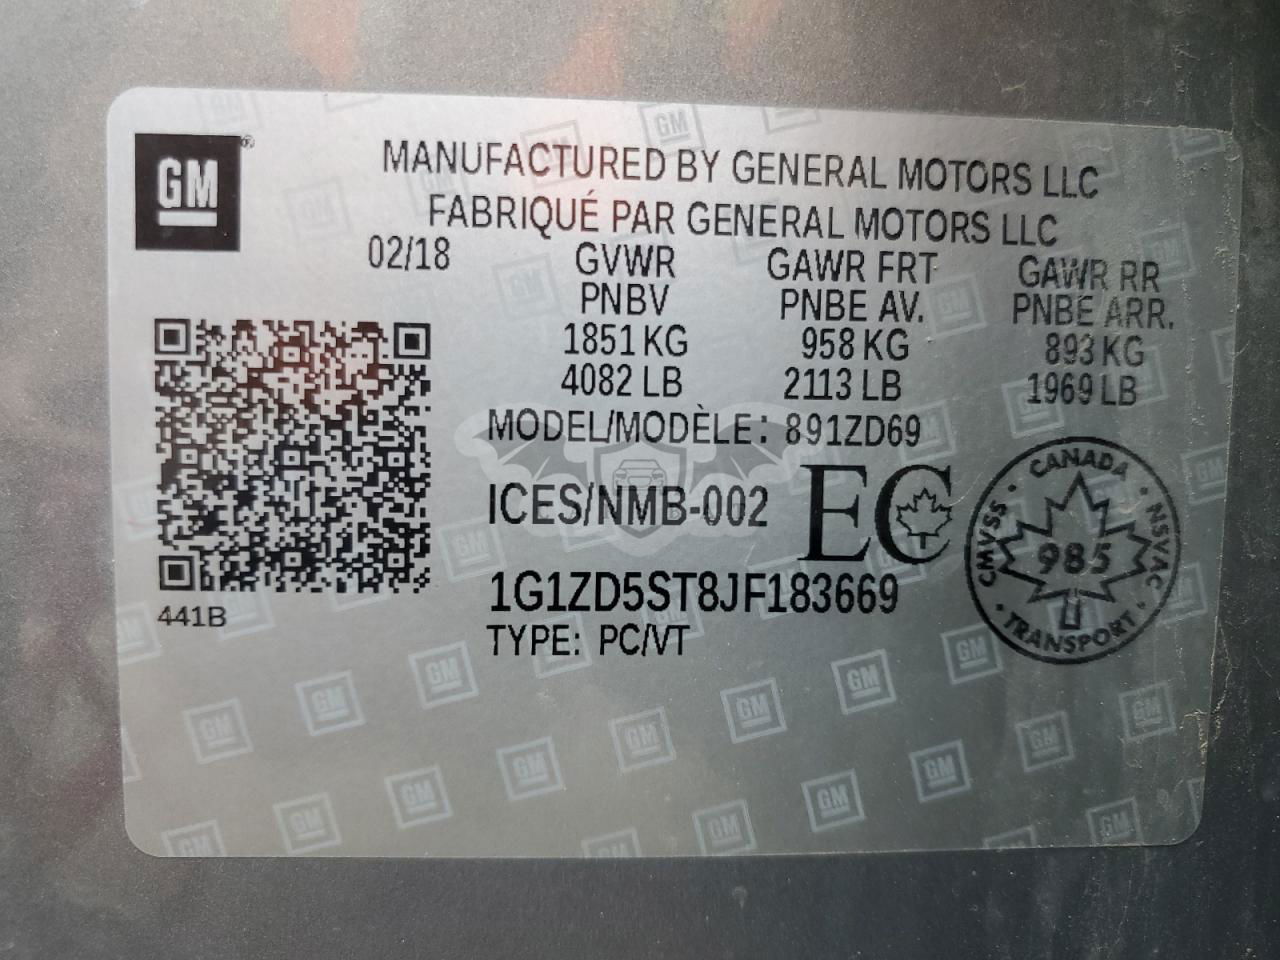 GM
MANUFACTURED BY GENERAL MOTORS LLC
FABRIQUÉ PAR GENERAL MOTORS LLC
02/18
GVWR GAWR FRT GAWR RR
PNBV PNBE AV. PNBE ARR.
1851 KG 958 KG 893 KG
4082 LB 2113 LB 1969 LB
MODEL/MODÈLE: 891ZD69
ICES/NMB-002 EC
1G1ZD5ST8JF183669
TYPE: PC/VT
441B
CANADA
CMVSS · NSVAC
985
TRANSPORT